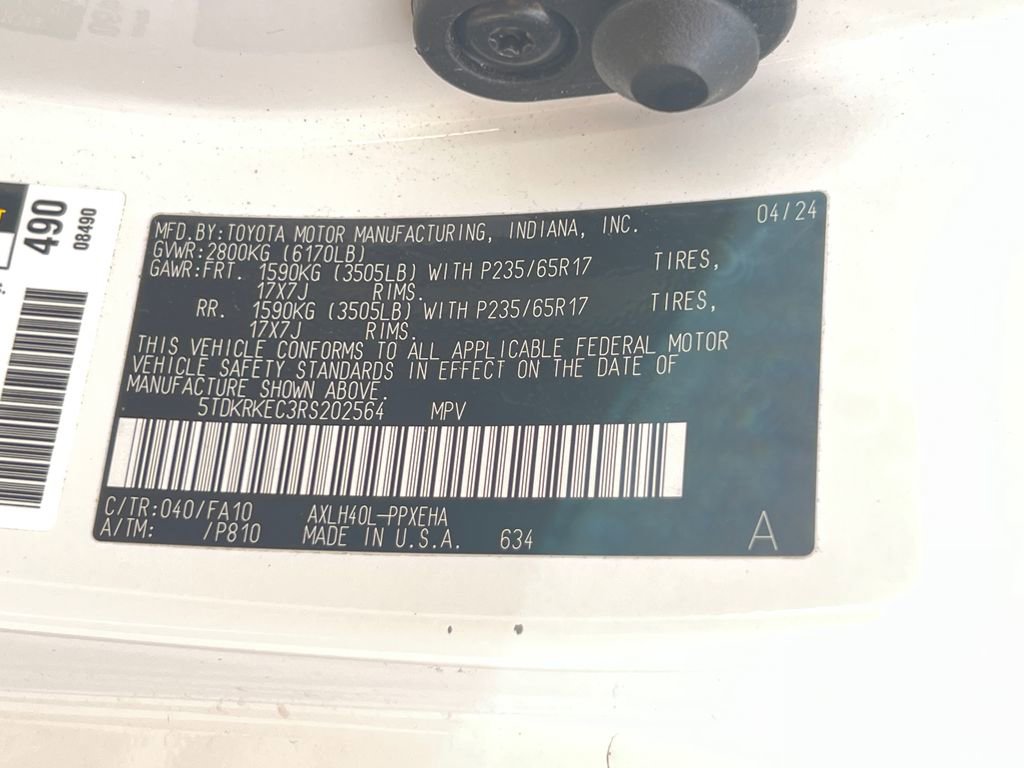 490
08490
04/24
MFD.BY:TOYOTA MOTOR MANUFACTURING, INDIANA, INC.
GVWR:2800KG (6170LB)
GAWR:FRT. 1590KG (3505LB) WITH P235/65R17 TIRES,
17X7J RIMS.
RR. 1590KG (3505LB) WITH P235/65R17 TIRES,
17X7J RIMS.
THIS VEHICLE CONFORMS TO ALL APPLICABLE FEDERAL MOTOR
VEHICLE SAFETY STANDARDS IN EFFECT ON THE DATE OF
MANUFACTURE SHOWN ABOVE.
5TDKRKEC3RS202564 MPV
C/TR:040/FA10 AXLH40L-PPXEHA
A/TM: /P810 MADE IN U.S.A. 634
A